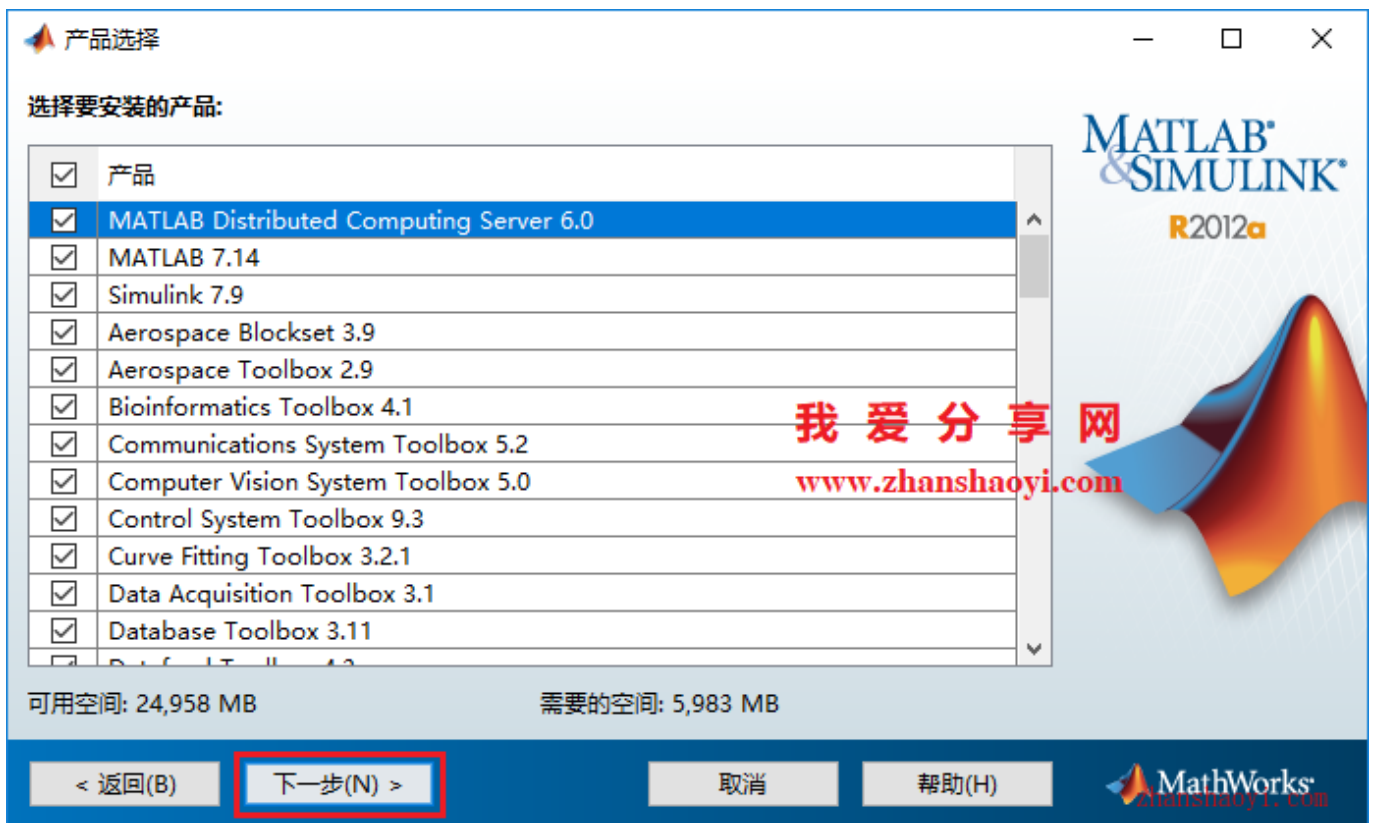 产品选择
选择要安装的产品:
产品
MATLAB Distributed Computing Server 6.0
MATLAB 7.14
Simulink 7.9
Aerospace Blockset 3.9
Aerospace Toolbox 2.9
Bioinformatics Toolbox 4.1
Communications System Toolbox 5.2
Computer Vision System Toolbox 5.0
Control System Toolbox 9.3
Curve Fitting Toolbox 3.2.1
Data Acquisition Toolbox 3.1
Database Toolbox 3.11
MATLAB®
&SIMULINK®
R2012a
我爱分享网
www.zhanshaoyi.com
可用空间: 24,958 MB
需要的空间: 5,983 MB
< 返回(B)
下一步(N) >
取消
帮助(H)
MathWorks®
zhanshaoyi.com